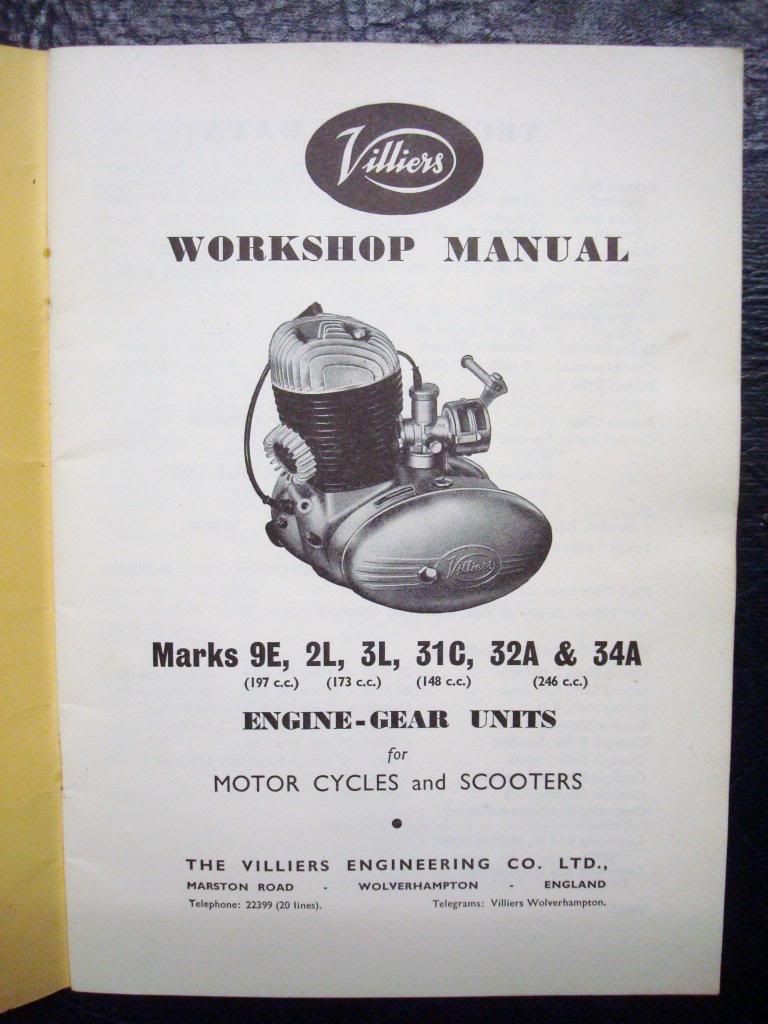 Villiers
WORKSHOP MANUAL
Villiers
Marks 9E, 2L, 3L, 31C, 32A & 34A
(197 c.c.) (173 c.c.) (148 c.c.) (246 c.c.)
ENGINE-GEAR UNITS
for
MOTOR CYCLES and SCOOTERS
THE VILLIERS ENGINEERING CO. LTD.,
MARSTON ROAD - WOLVERHAMPTON - ENGLAND
Telephone: 22399 (20 lines). Telegrams: Villiers Wolverhampton.